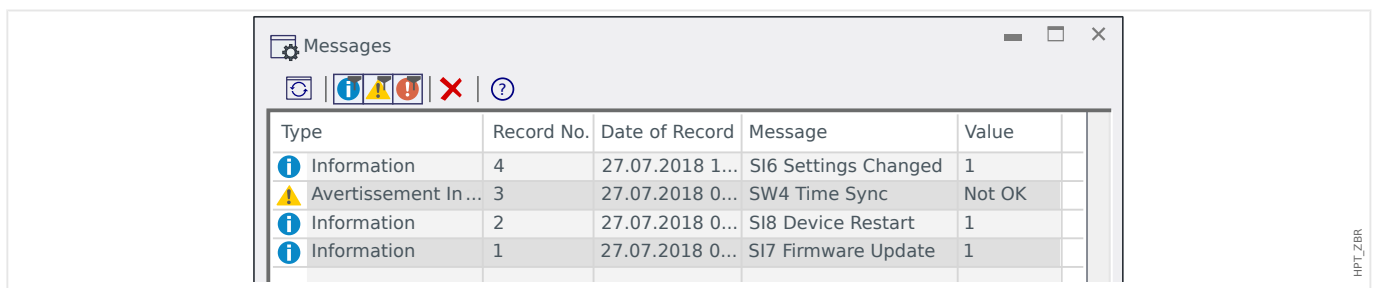 Messages
Type Record No. Date of Record Message Value
Information 4 27.07.2018 1... SI6 Settings Changed 1
Avertissement In... 3 27.07.2018 0... SW4 Time Sync Not OK
Information 2 27.07.2018 0... SI8 Device Restart 1
Information 1 27.07.2018 0... SI7 Firmware Update 1
HPT_ZBR